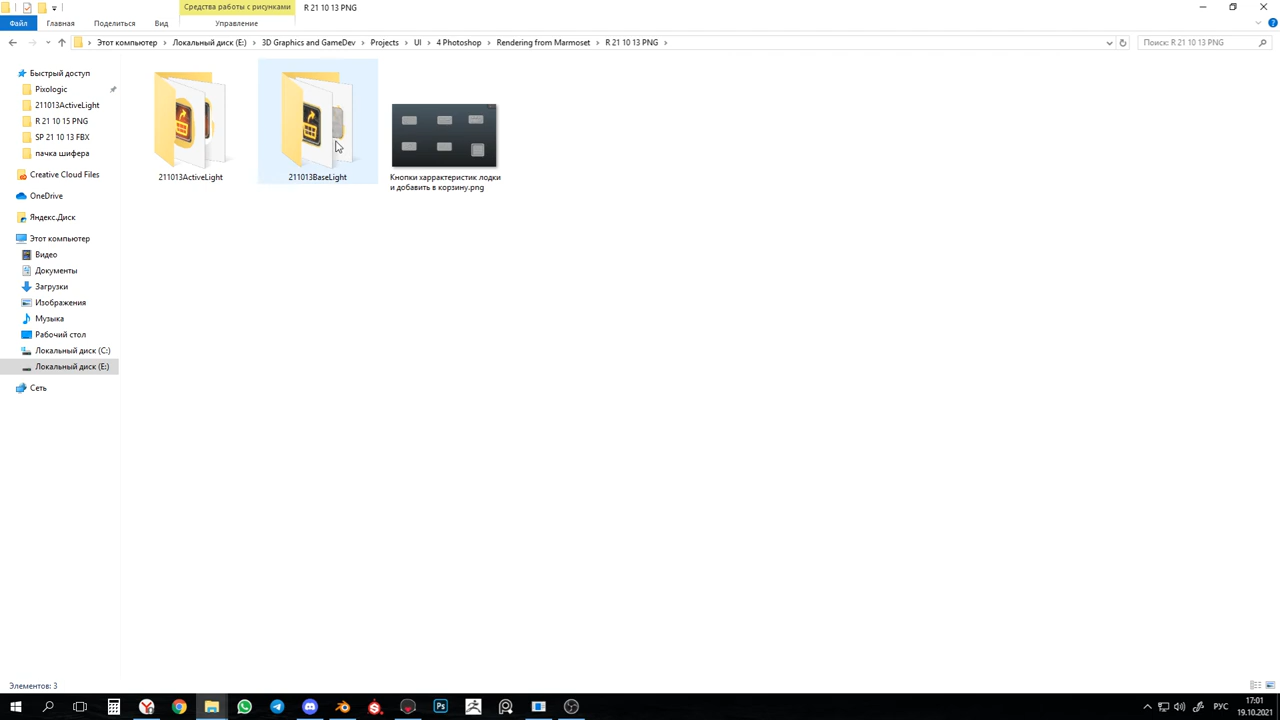 Средства работы с рисунками
R 21 10 13 PNG
Файл
Главная
Поделиться
Вид
Управление
Этот компьютер
Локальный диск (E:)
3D Graphics and GameDev
Projects
UI
4 Photoshop
Rendering from Marmoset
R 21 10 13 PNG
Поиск: R 21 10 13 PNG
Быстрый доступ
Pixologic
211013ActiveLight
R 21 10 15 PNG
SP 21 10 13 FBX
пачка шифера
Creative Cloud Files
OneDrive
Яндекс.Диск
Этот компьютер
Видео
Документы
Загрузки
Изображения
Музыка
Рабочий стол
Локальный диск (C:)
Локальный диск (E:)
Сеть
211013ActiveLight
211013BaseLight
Кнопки харрактеристик лодки
и добавить в корзину.png
Элементов: 3
Ps
РУС
17:01
19.10.2021